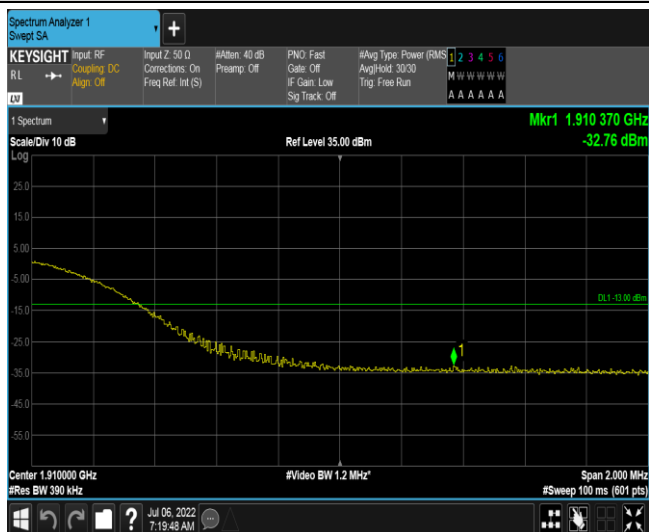 Spectrum Analyzer 1
Swept SA
+
KEYSIGHT
RL
LXI
Input: RF
Coupling: DC
Align: Off
Input Z: 50 Ω
Corrections: On
Freq Ref: Int (S)
#Atten: 40 dB
Preamp: Off
PNO: Fast
Gate: Off
IF Gain: Low
Sig Track: Off
#Avg Type: Power (RMS
Avg|Hold: 30/30
Trig: Free Run
1 2 3 4 5 6
M W W W W W
A A A A A A
1 Spectrum
Mkr1 1.910 370 GHz
Scale/Div 10 dB
Ref Level 35.00 dBm
-32.76 dBm
Log
25.0
15.0
5.00
-5.00
DL1 -13.00 dBm
-15.0
-25.0
1
-35.0
-45.0
-55.0
Center 1.910000 GHz
#Video BW 1.2 MHz*
Span 2.000 MHz
#Res BW 390 kHz
#Sweep 100 ms (601 pts)
?
Jul 06, 2022
7:19:48 AM